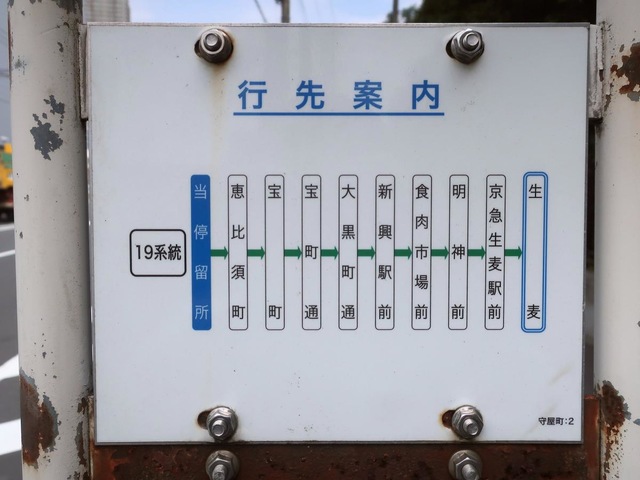 行先案内
19系統
当停留所
恵比須町
宝町
宝町通
大黒町通
新興駅前
食肉市場前
明神前
京急生麦駅前
生麦
守屋町:2